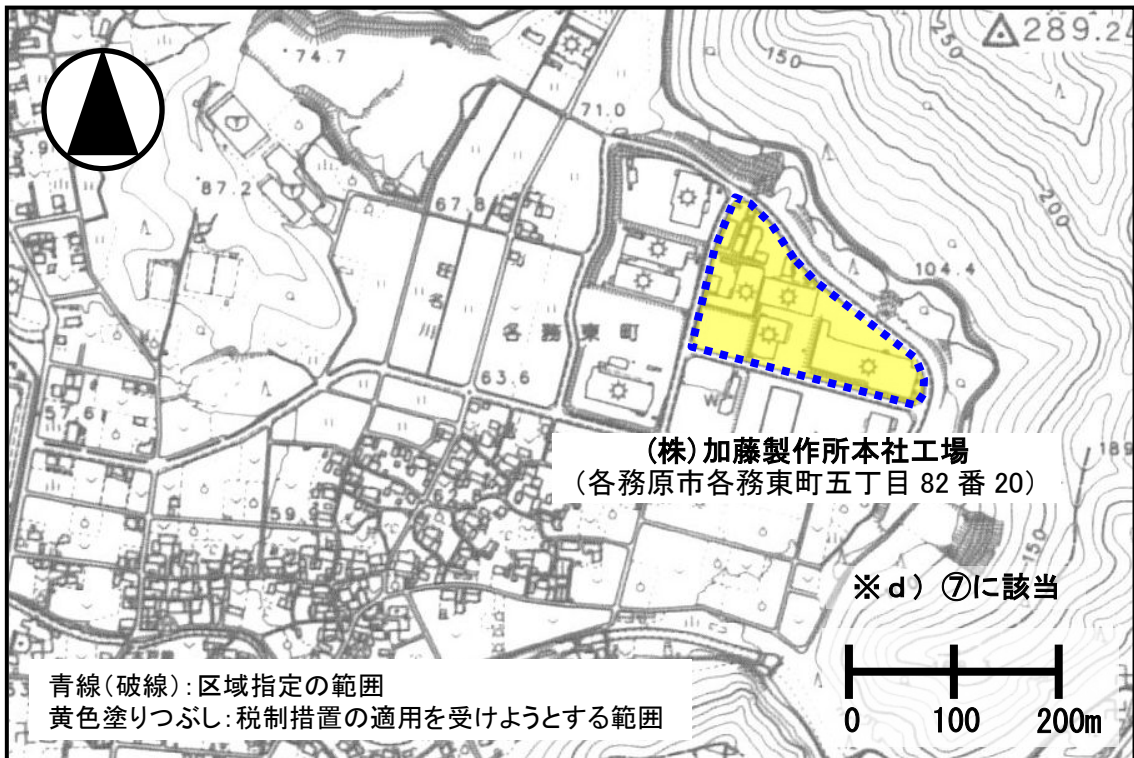 289.2
74.7
250
150
71.0
87.2
67.8
200
田
名
川
104.4
各務東町
63.6
57.6
W
(株)加藤製作所本社工場
(各務原市各務東町五丁目 82 番 20)
189
150
※d) ⑦に該当
青線(破線):区域指定の範囲
黄色塗りつぶし:税制措置の適用を受けようとする範囲
0 100 200m